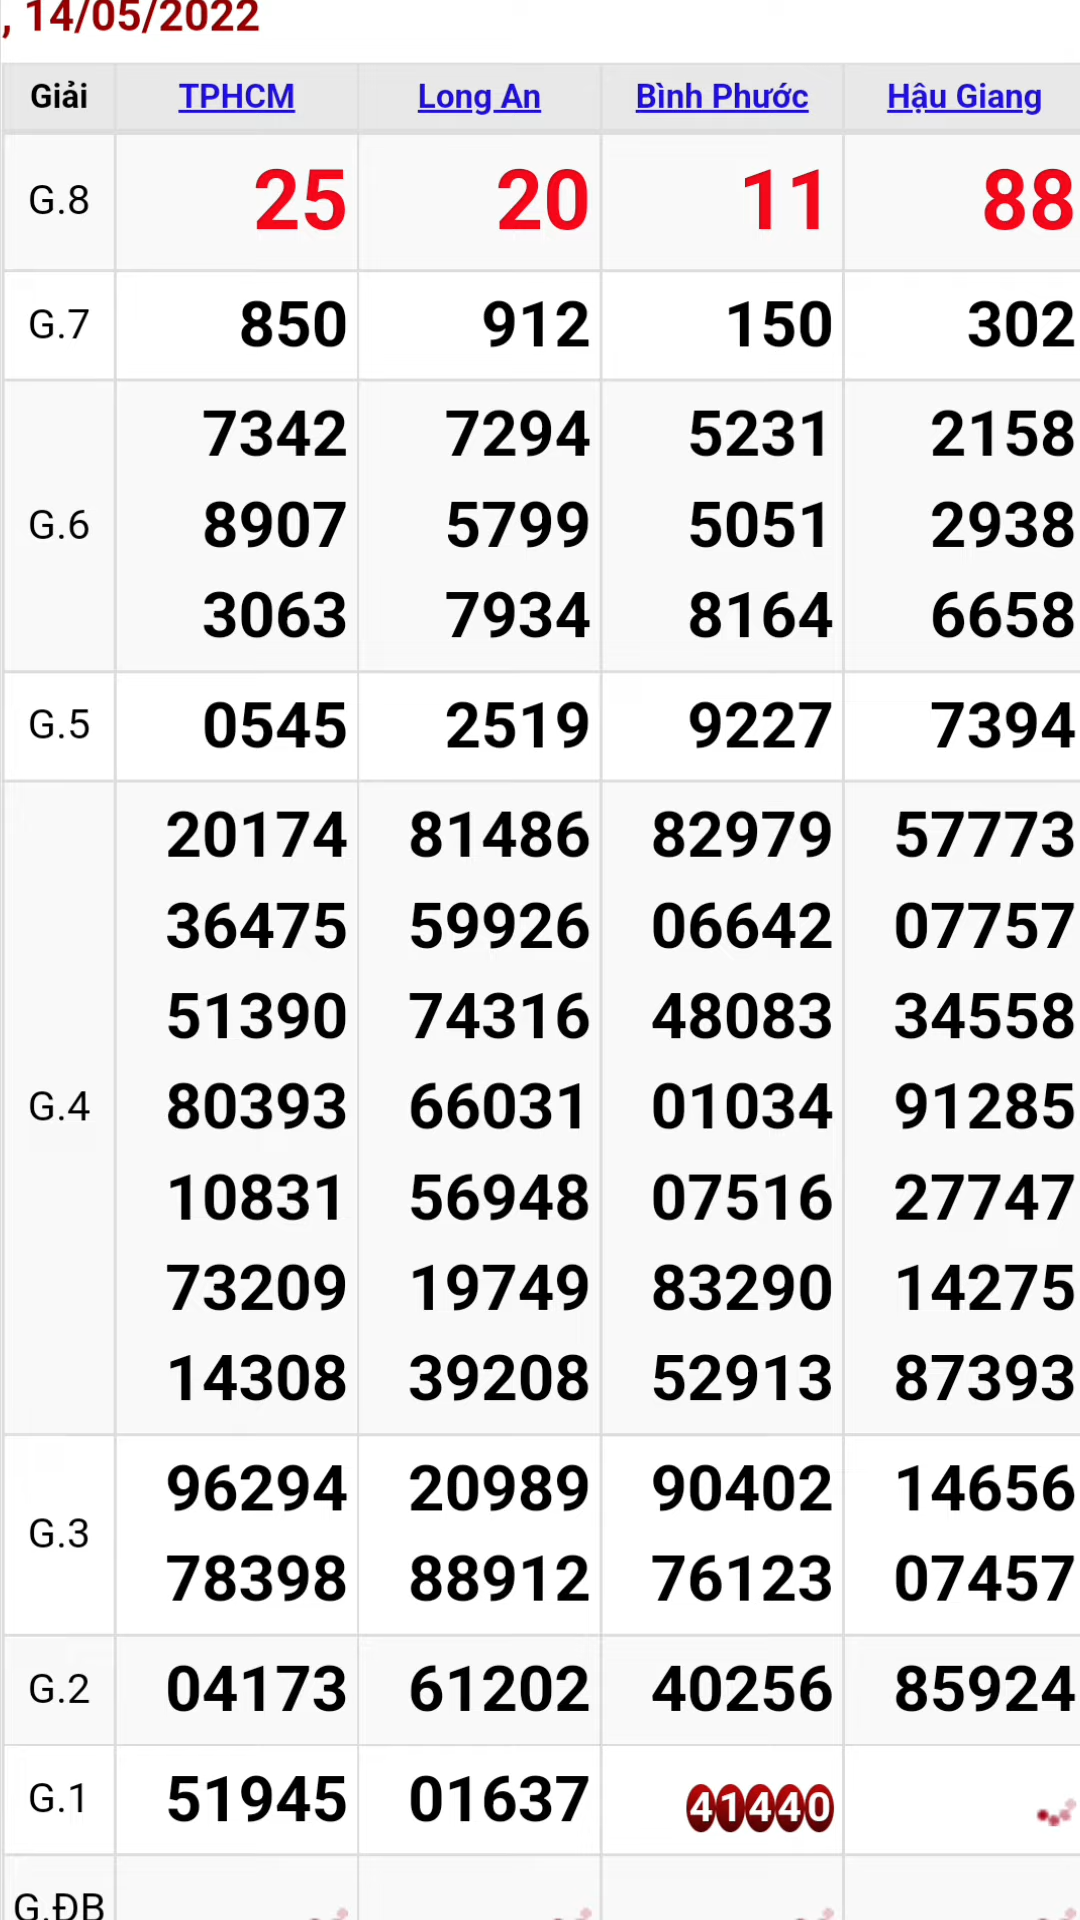 , 14/05/2022
Giải TPHCM Long An Bình Phước Hậu Giang
G.8 25 20 11 88
G.7 850 912 150 302
7342 7294 5231 2158
G.6 8907 5799 5051 2938
3063 7934 8164 6658
G.5 0545 2519 9227 7394
20174 81486 82979 57773
36475 59926 06642 07757
51390 74316 48083 34558
G.4 80393 66031 01034 91285
10831 56948 07516 27747
73209 19749 83290 14275
14308 39208 52913 87393
96294 20989 90402 14656
G.3
78398 88912 76123 07457
G.2 04173 61202 40256 85924
G.1 51945 01637 41440
G.ĐB